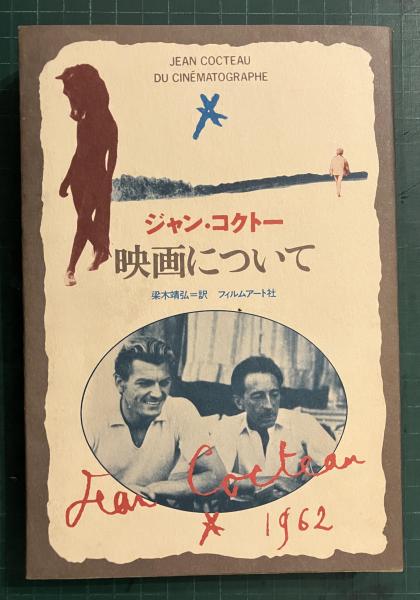 JEAN COCTEAU
DU CINÉMATOGRAPHE
ジャン・コクトー
映画について
梁木靖弘＝訳 フィルムアート社
Jean Cocteau
1962